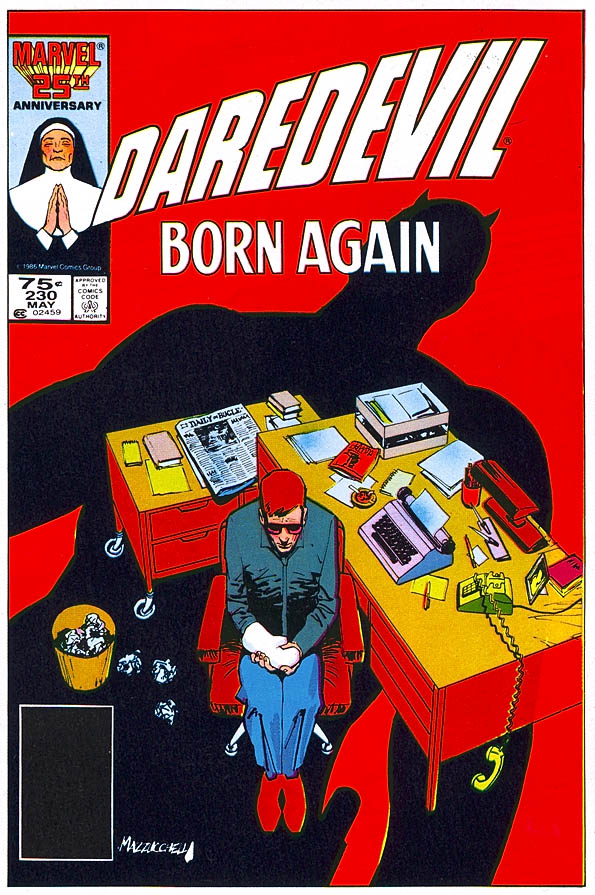 MARVEL®
25TH
ANNIVERSARY
DAREDEVIL®
BORN AGAIN
© 1986 Marvel Comics Group
75¢
230
MAY
CC 02459
APPROVED
BY THE
COMICS
CODE
AUTHORITY
DAILY BUGLE
MAZZUCCHELLI